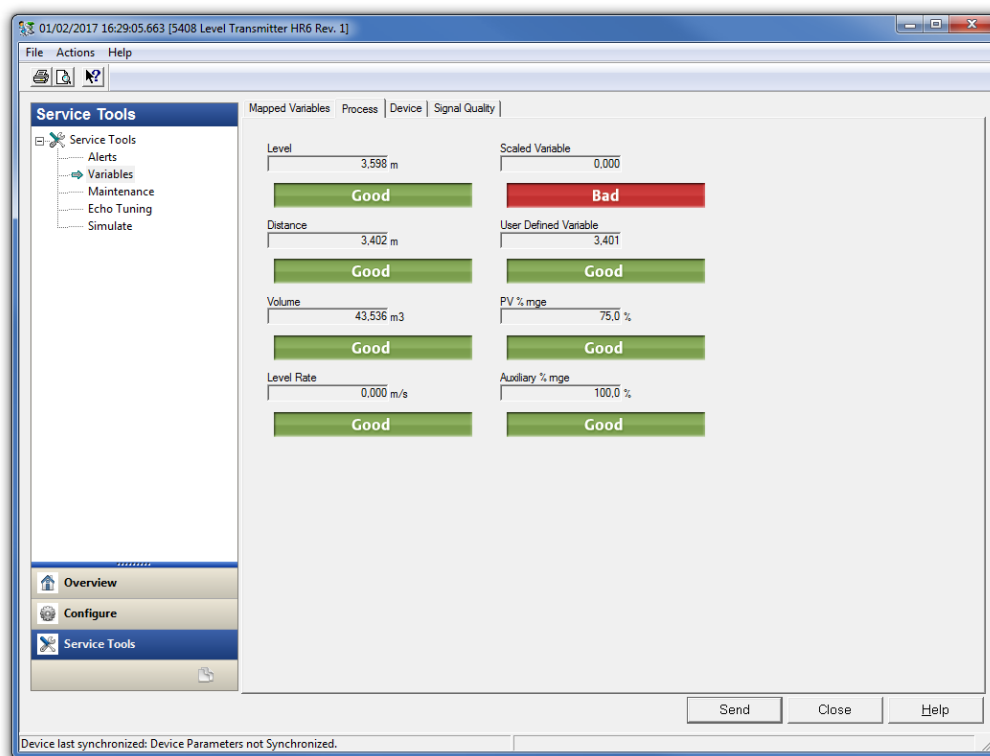 01/02/2017 16:29:05.663 [5408 Level Transmitter HR6 Rev. 1]
File Actions Help
Service Tools
Service Tools
Alerts
Variables
Maintenance
Echo Tuning
Simulate
Overview
Configure
Service Tools
Mapped Variables Process Device Signal Quality
Level
3,598 m
Good
Scaled Variable
0,000
Bad
Distance
3,402 m
Good
User Defined Variable
3,401
Good
Volume
43,536 m3
Good
PV % rnge
75,0 %
Good
Level Rate
0,000 m/s
Good
Auxiliary % rnge
100,0 %
Good
Send Close Help
Device last synchronized: Device Parameters not Synchronized.